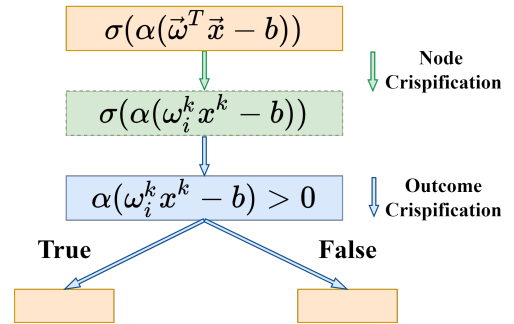 σ(α(ω⃗ᵀx⃗ − b))
Node
Crispification
σ(α(ωᵢᵏxᵏ − b))
α(ωᵢᵏxᵏ − b) > 0
Outcome
Crispification
True
False